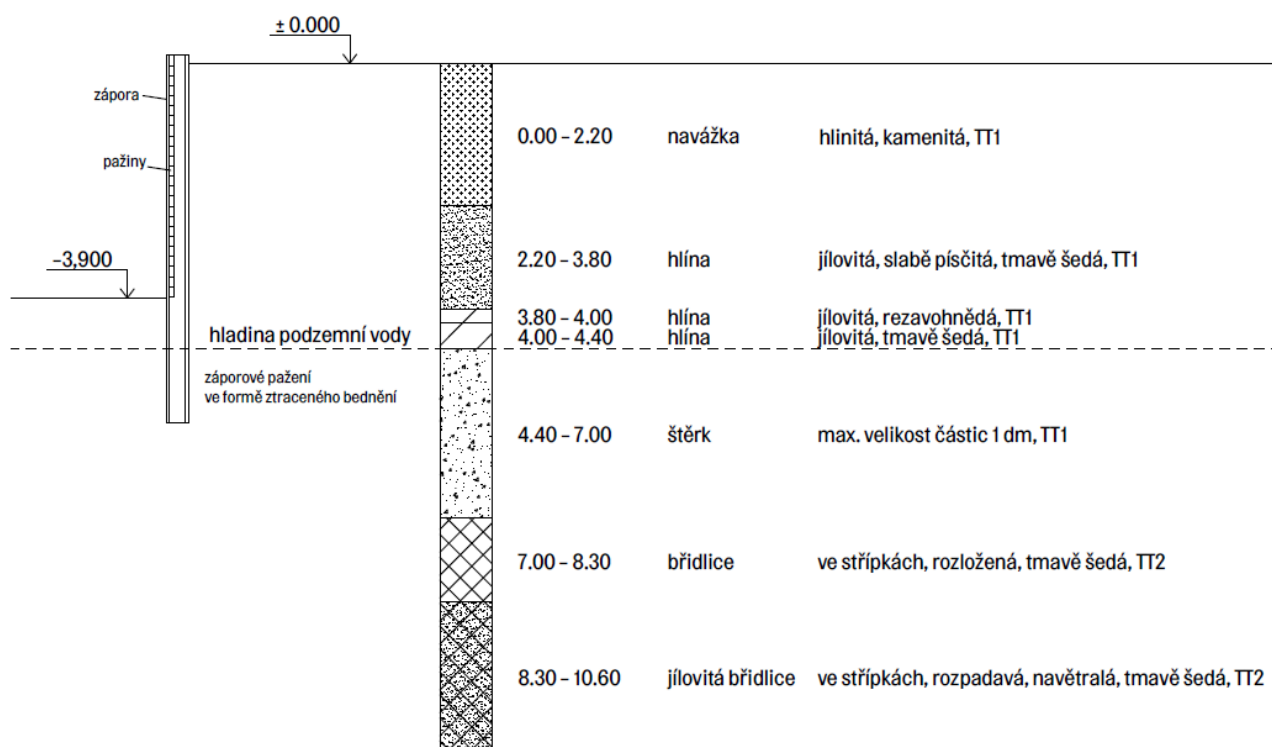 ± 0.000
zápora
pažiny
0.00 – 2.20 navážka hlinitá, kamenitá, TT1
−3,900
2.20 – 3.80 hlína jílovitá, slabě písčitá, tmavě šedá, TT1
3.80 – 4.00 hlína jílovitá, rezavohnědá, TT1
hladina podzemní vody
4.00 – 4.40 hlína jílovitá, tmavě šedá, TT1
záporové pažení
ve formě ztraceného bednění
4.40 – 7.00 štěrk max. velikost částic 1 dm, TT1
7.00 – 8.30 břidlice ve střípkách, rozložená, tmavě šedá, TT2
8.30 – 10.60 jílovitá břidlice ve střípkách, rozpadavá, navětralá, tmavě šedá, TT2